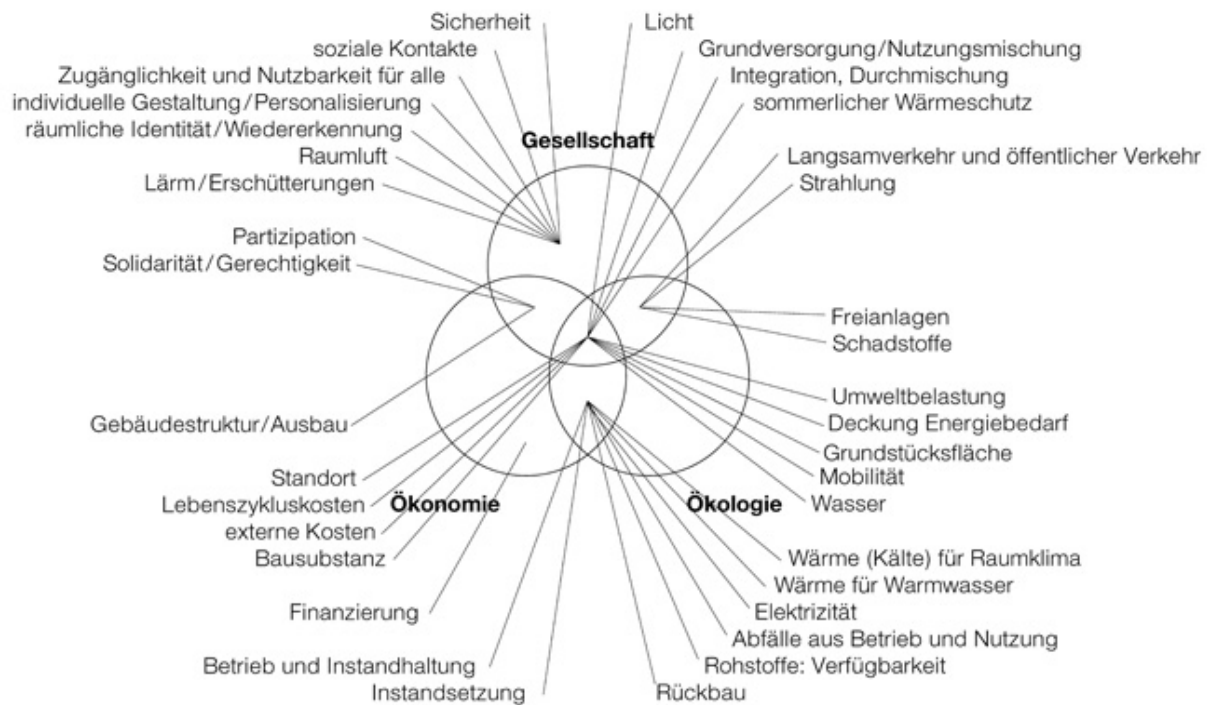 Sicherheit
Licht
soziale Kontakte
Grundversorgung/Nutzungsmischung
Zugänglichkeit und Nutzbarkeit für alle
Integration, Durchmischung
individuelle Gestaltung/Personalisierung
sommerlicher Wärmeschutz
räumliche Identität/Wiedererkennung
Gesellschaft
Raumluft
Langsamverkehr und öffentlicher Verkehr
Lärm/Erschütterungen
Strahlung
Partizipation
Solidarität/Gerechtigkeit
Freianlagen
Schadstoffe
Umweltbelastung
Gebäudestruktur/Ausbau
Deckung Energiebedarf
Grundstücksfläche
Standort
Mobilität
Lebenszykluskosten
Ökonomie
Ökologie
Wasser
externe Kosten
Bausubstanz
Wärme (Kälte) für Raumklima
Wärme für Warmwasser
Finanzierung
Elektrizität
Abfälle aus Betrieb und Nutzung
Betrieb und Instandhaltung
Rohstoffe: Verfügbarkeit
Instandsetzung
Rückbau